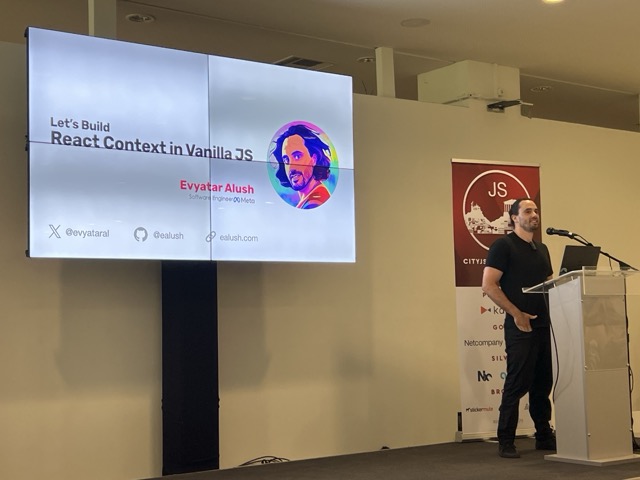 Let's Build
React Context in Vanilla JS
Evyatar Alush
Software Engineer Meta
@evyataral
@ealush
ealush.com
JS
CITYJS
Netcompany